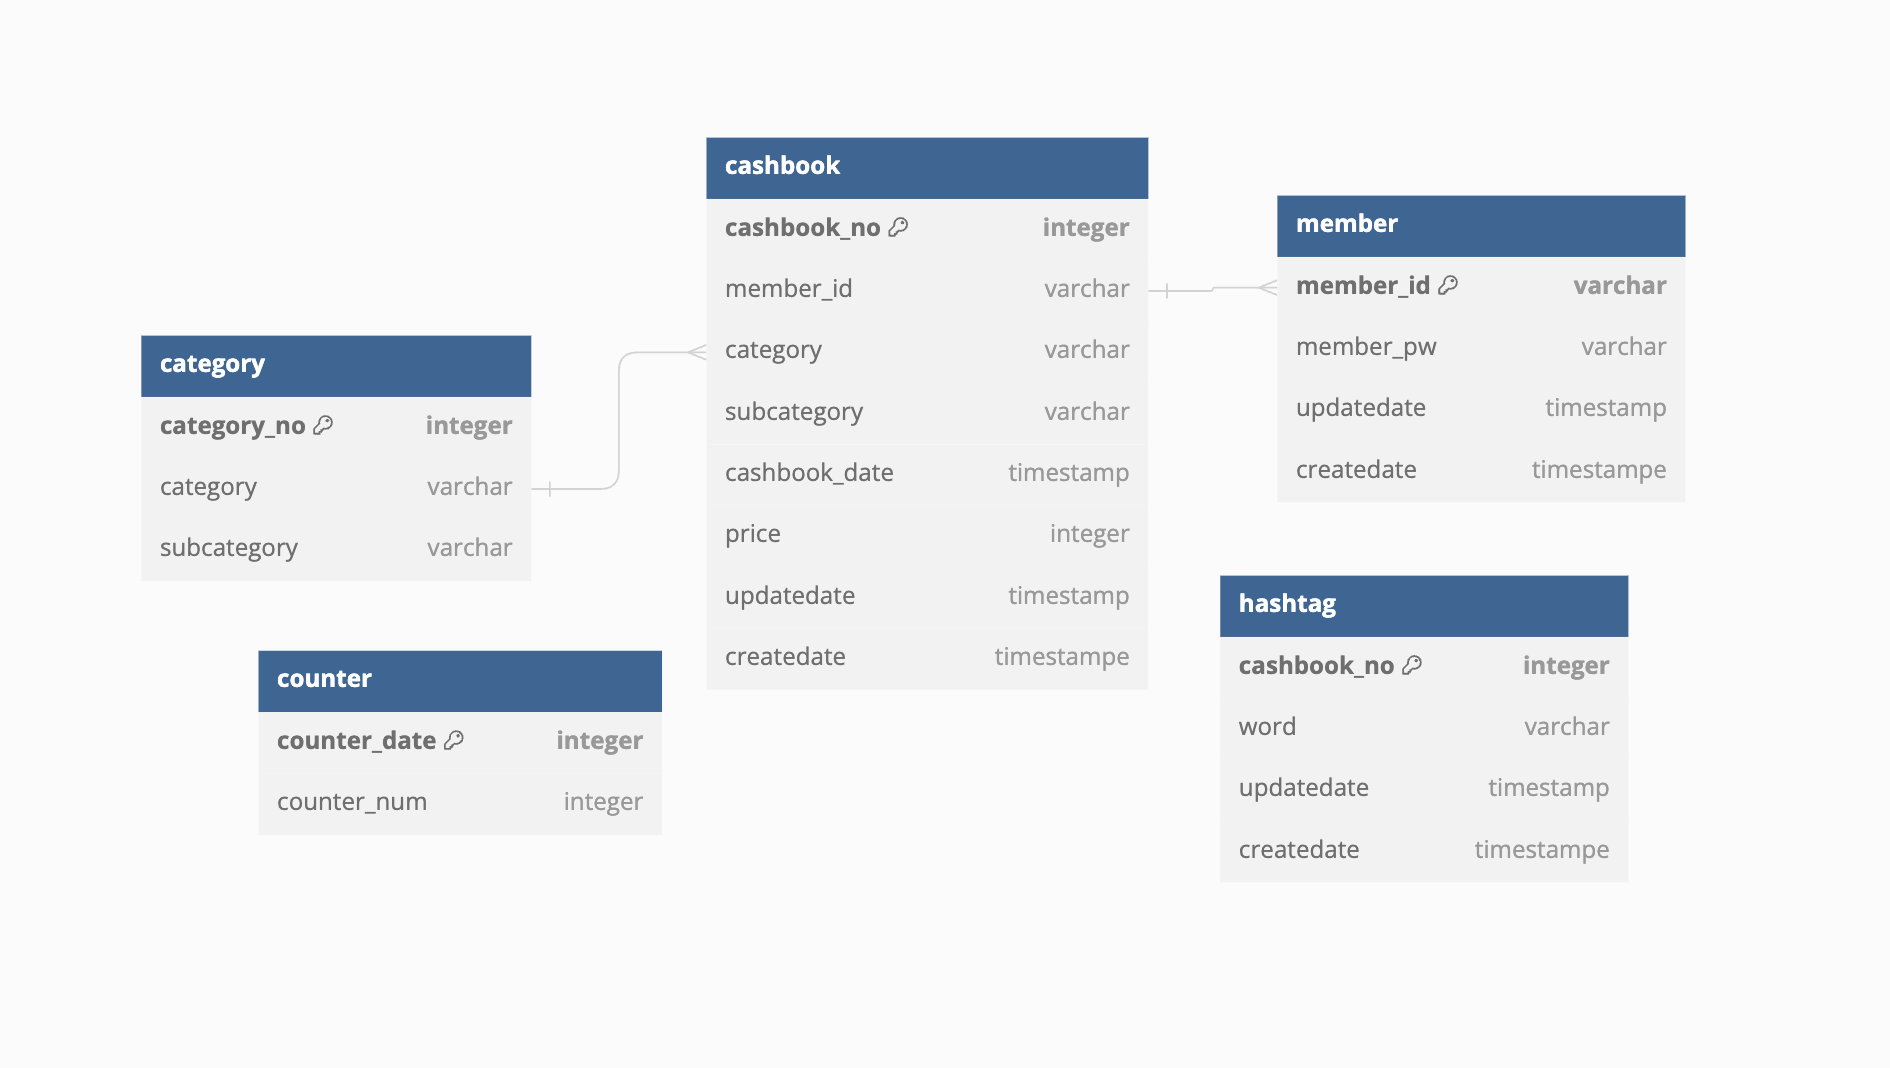 cashbook
cashbook_no integer
member_id varchar
category varchar
subcategory varchar
cashbook_date timestamp
price integer
updatedate timestamp
createdate timestampe
member
member_id varchar
member_pw varchar
updatedate timestamp
createdate timestampe
category
category_no integer
category varchar
subcategory varchar
hashtag
cashbook_no integer
word varchar
updatedate timestamp
createdate timestampe
counter
counter_date integer
counter_num integer